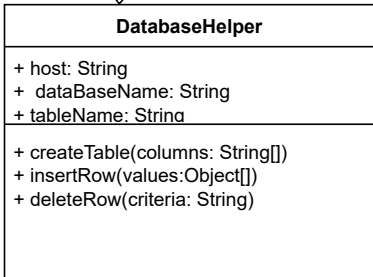 DatabaseHelper
+ host: String
+  dataBaseName: String
+ tableName: String
+ createTable(columns: String[])
+ insertRow(values:Object[])
+ deleteRow(criteria: String)